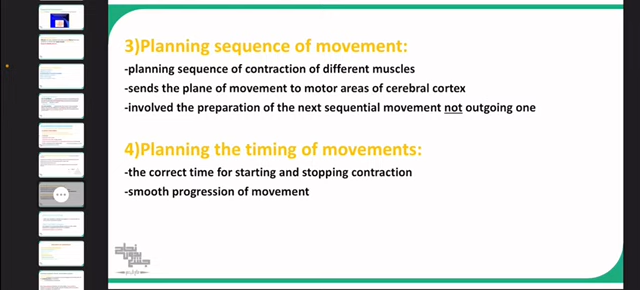 3)Planning sequence of movement:
-planning sequence of contraction of different muscles
-sends the plane of movement to motor areas of cerebral cortex
-involved the preparation of the next sequential movement not outgoing one
4)Planning the timing of movements:
-the correct time for starting and stopping contraction
-smooth progression of movement